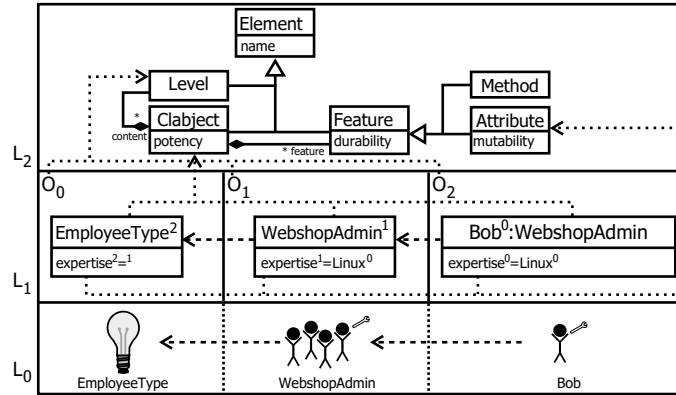 Element
name
Level
Method
*
content
Clabject
potency
Feature
durability
* feature
Attribute
mutability
L2
O0
O1
O2
EmployeeType2
expertise2=1
WebshopAdmin1
expertise1=Linux0
Bob0:WebshopAdmin
expertise0=Linux0
L1
L0
EmployeeType
WebshopAdmin
Bob